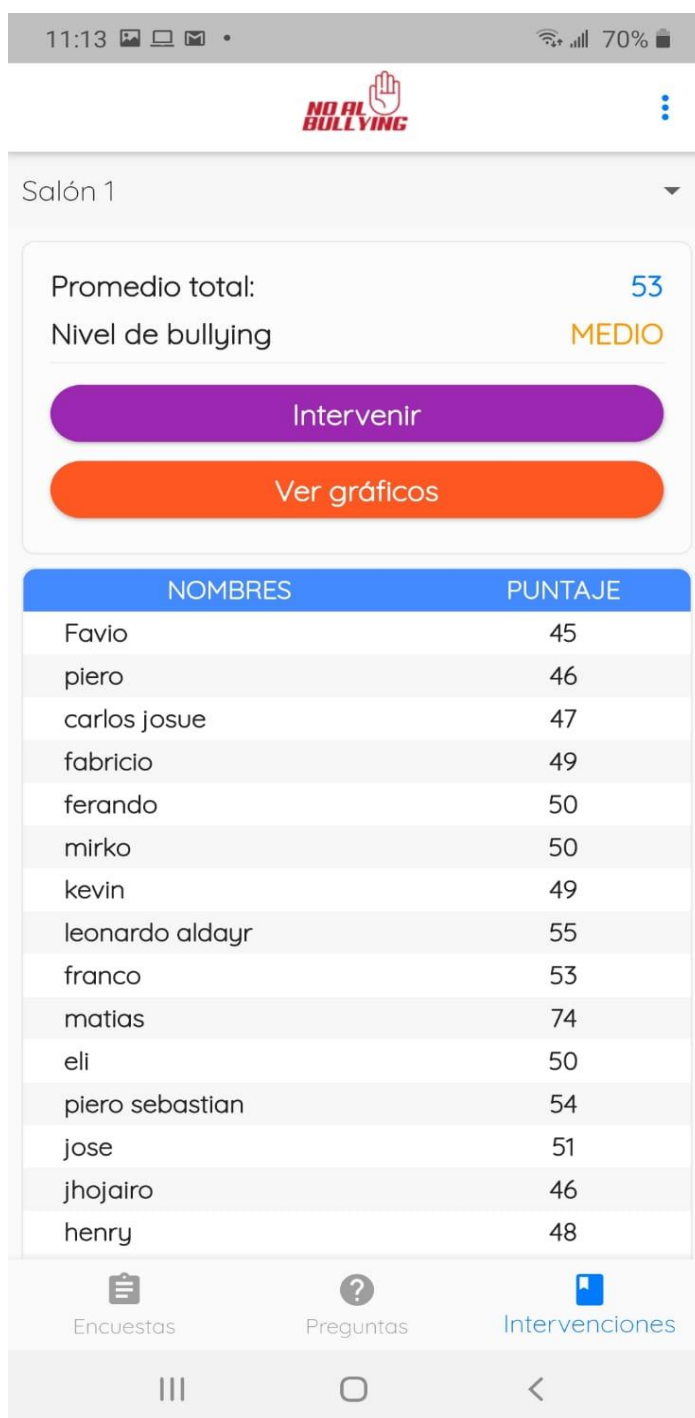 11:13 70%
NO AL
BULLYING
Salón 1
Promedio total: 53
Nivel de bullying MEDIO
Intervenir
Ver gráficos
NOMBRES PUNTAJE
Favio 45
piero 46
carlos josue 47
fabricio 49
ferando 50
mirko 50
kevin 49
leonardo aldayr 55
franco 53
matias 74
eli 50
piero sebastian 54
jose 51
jhojairo 46
henry 48
Encuestas Preguntas Intervenciones